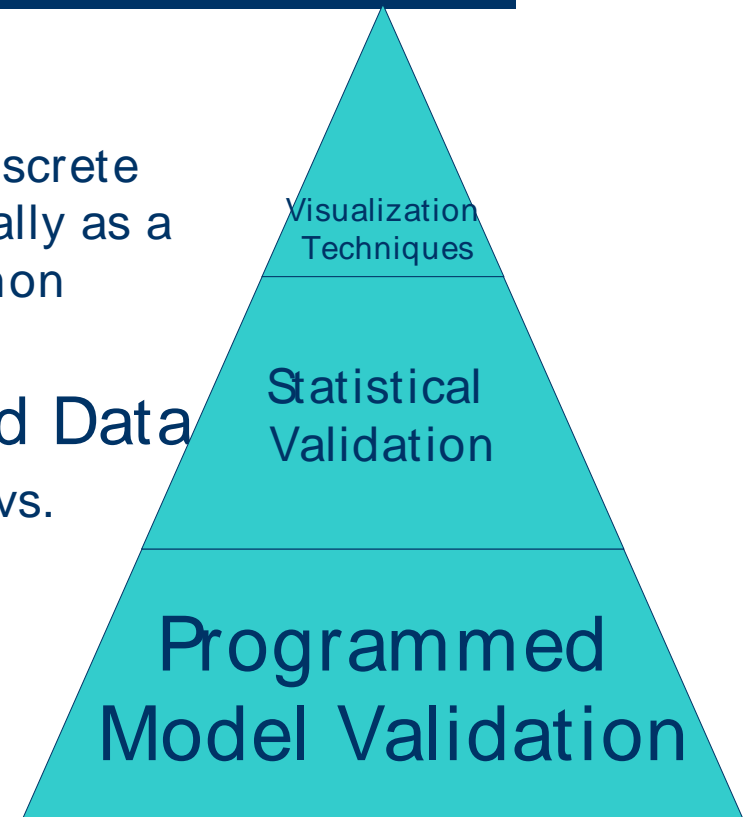 screte
ally as a
non
d Data
vs.
Visualization
Techniques
Statistical
Validation
Programmed
Model Validation